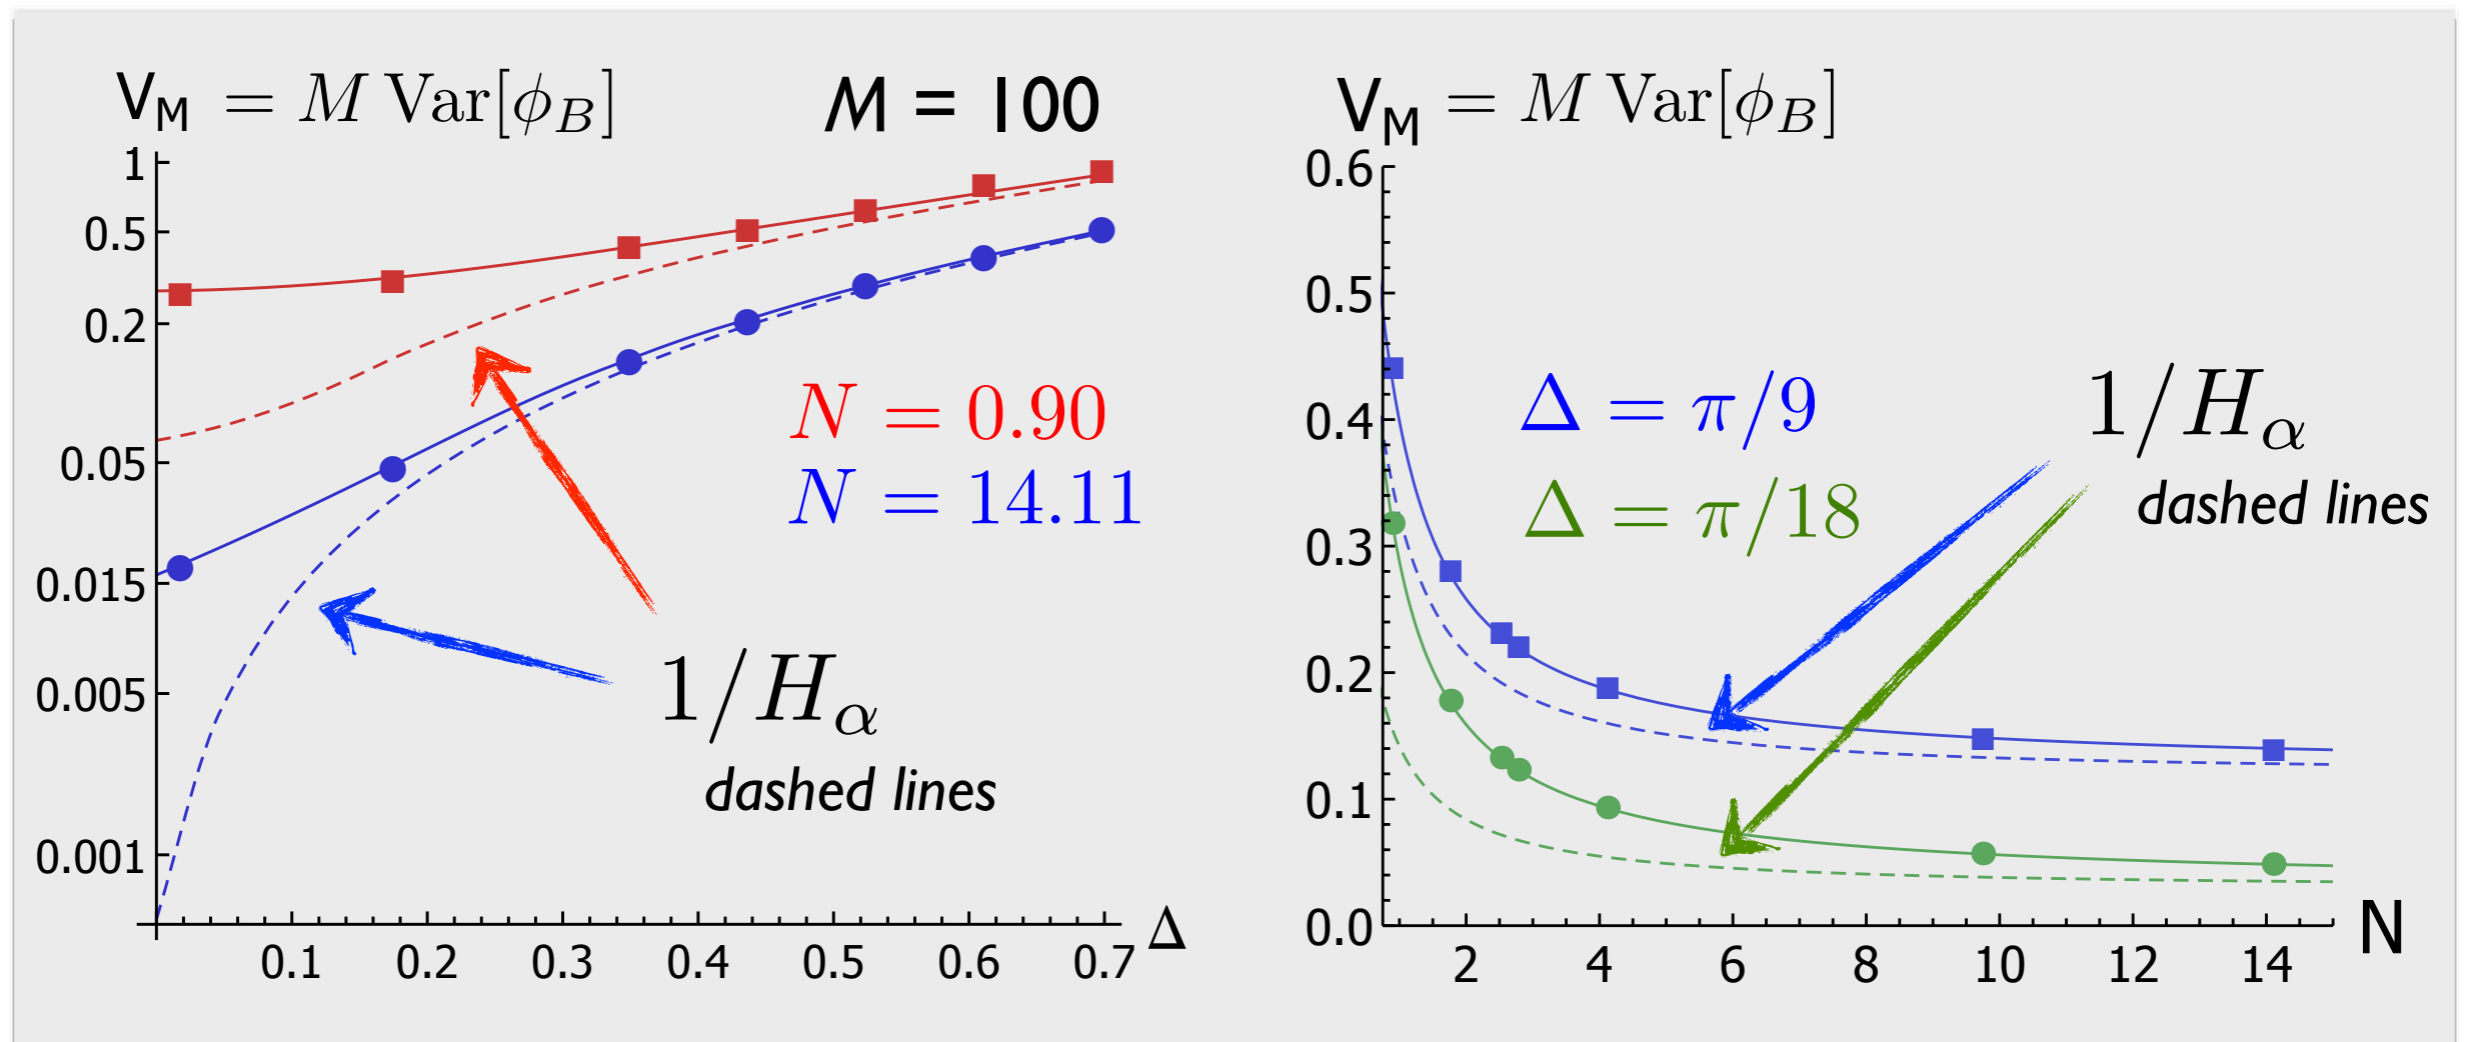 V_M = M Var[ϕ_B]
M = 100
1
0.5
0.2
0.05
0.015
0.005
0.001
N = 0.90
N = 14.11
1/H_α
dashed lines
0.1 0.2 0.3 0.4 0.5 0.6 0.7
Δ
V_M = M Var[ϕ_B]
0.6
0.5
0.4
0.3
0.2
0.1
0.0
Δ = π/9
Δ = π/18
1/H_α
dashed lines
2 4 6 8 10 12 14
N